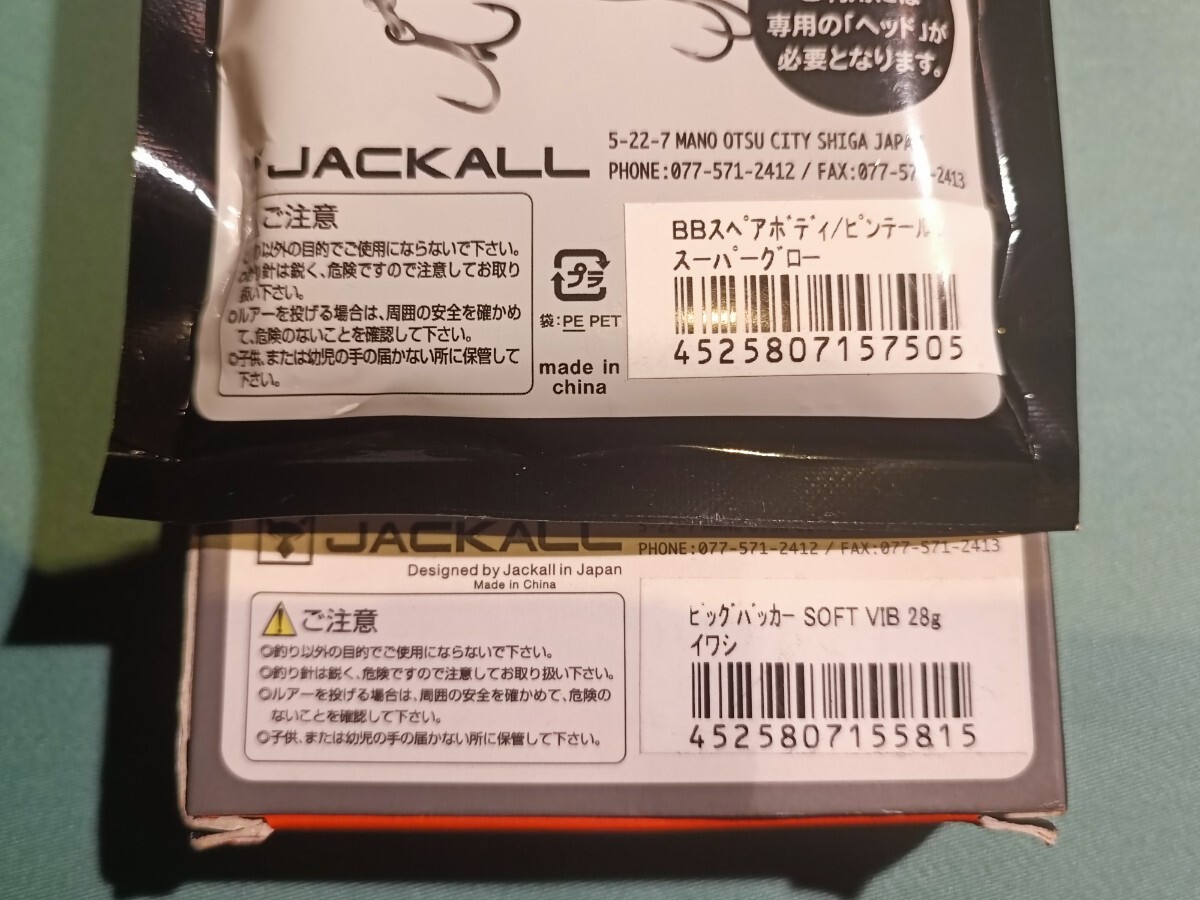 専用の「ヘッド」が
必要となります。
JACKALL
5-22-7 MANO OTSU CITY SHIGA JAPAN
PHONE:077-571-2412 / FAX:077-571-2413
ご注意
り以外の目的でご使用にならないで下さい。
り針は鋭く、危険ですので注意してお取り
扱い下さい。
◎ルアーを投げる場合は、周囲の安全を確かめ
て、危険のないことを確認して下さい。
◎子供、または幼児の手の届かない所に保管して
下さい。
プラ
袋:PE PET
made in
china
BBスペアボディ/ピンテール
スーパーグロー
4525807157505
JACKALL
PHONE:077-571-2412 / FAX:077-571-2413
Designed by Jackall in Japan
Made in China
ご注意
◎釣り以外の目的でご使用にならないで下さい。
◎釣り針は鋭く、危険ですので注意してお取り扱い下さい。
◎ルアーを投げる場合は、周囲の安全を確かめて、危険の
ないことを確認して下さい。
◎子供、または幼児の手の届かない所に保管して下さい。
ビッグバッカー SOFT VIB 28g
イワシ
4525807155815